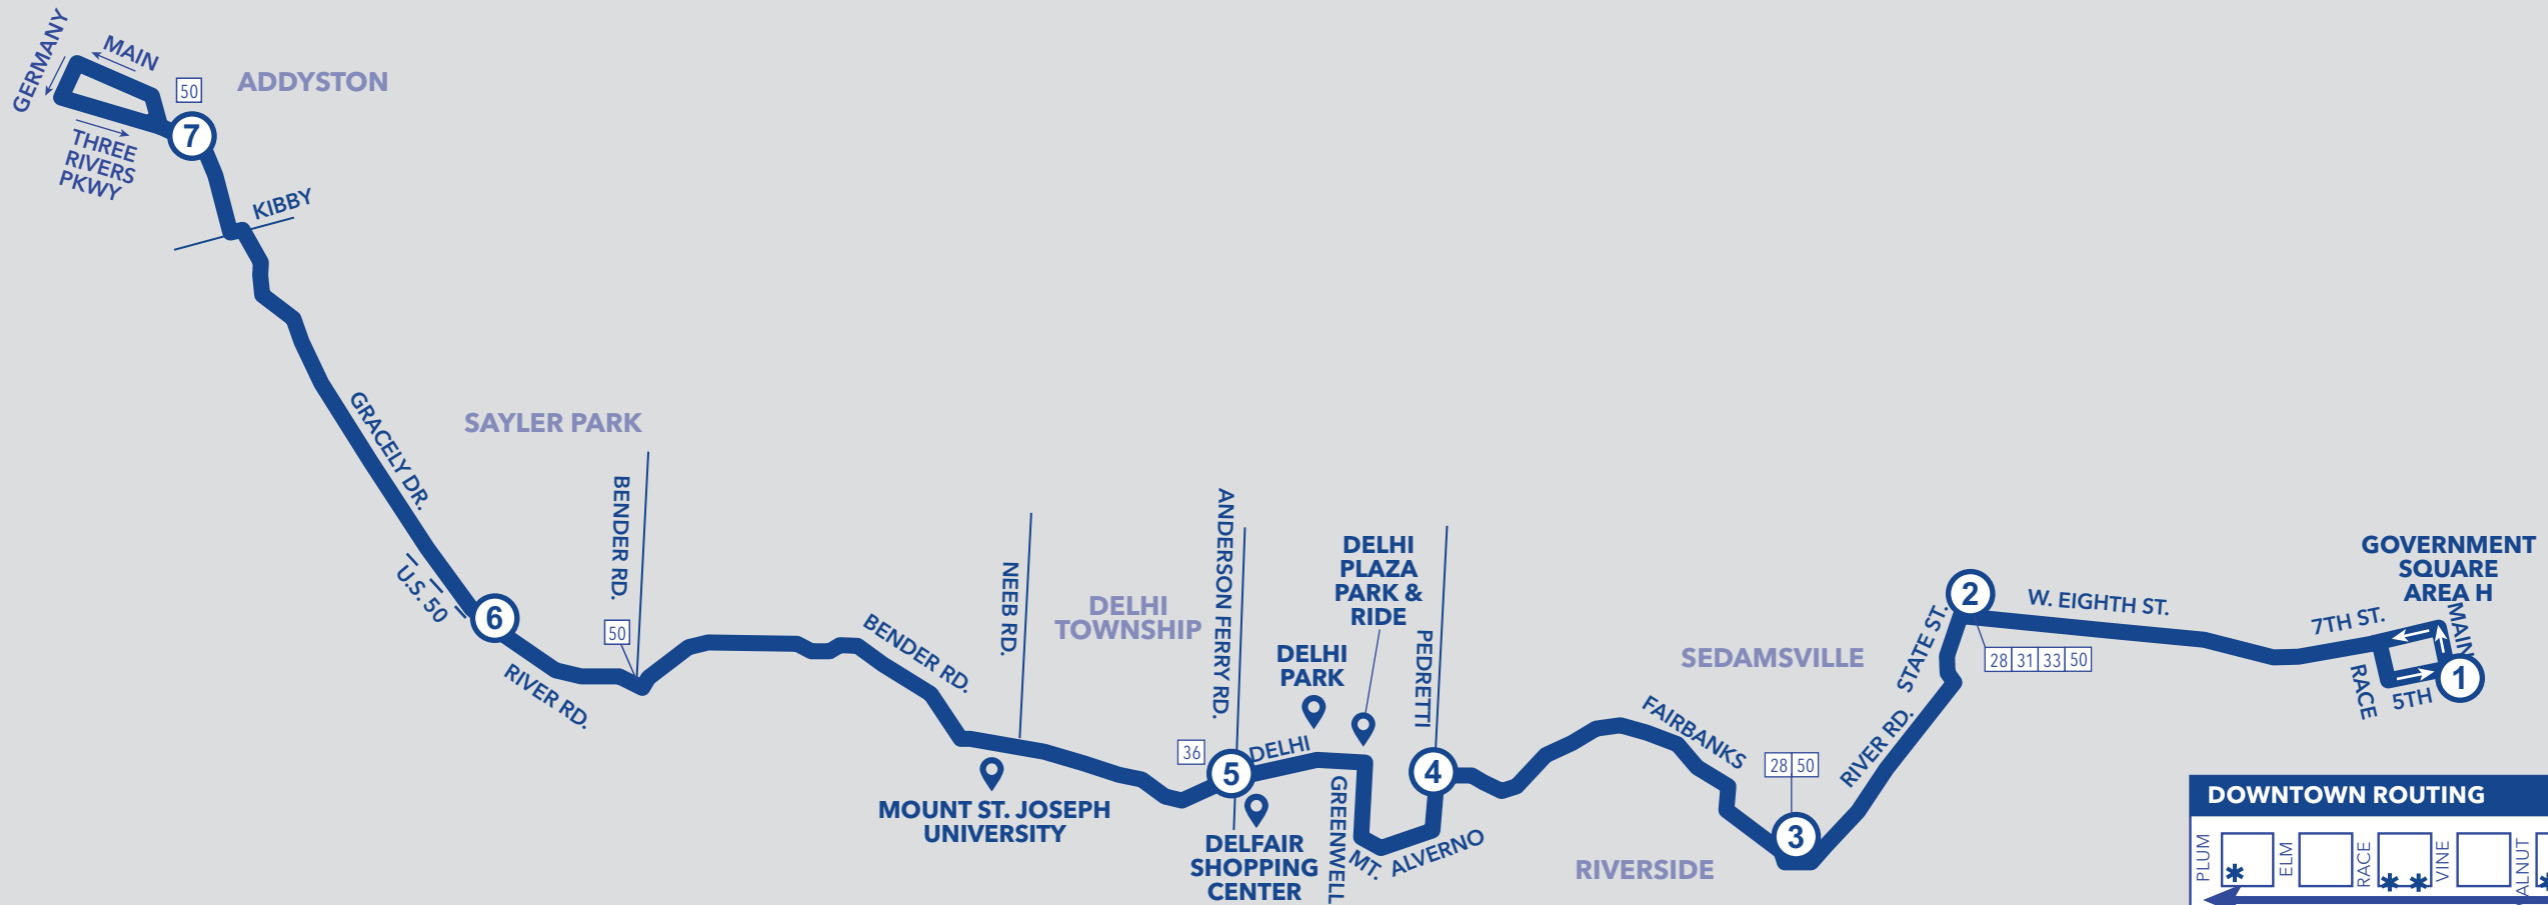 GERMANY
MAIN
50
ADDYSTON
7
THREE
RIVERS
PKWY
KIBBY
GRACELY DR.
SAYLER PARK
U.S. 50
6
RIVER RD.
BENDER RD.
50
BENDER RD.
NEEB RD.
MOUNT ST. JOSEPH
UNIVERSITY
DELHI
TOWNSHIP
ANDERSON FERRY RD.
36
5
DELHI
DELFAIR
SHOPPING
CENTER
DELHI
PARK
DELHI
PLAZA
PARK &
RIDE
GREENWELL
MT. ALVERNO
PEDRETTI
4
FAIRBANKS
SEDAMSVILLE
RIVERSIDE
28 50
3
RIVER RD.
STATE ST.
2
28 31 33 50
W. EIGHTH ST.
7TH ST.
GOVERNMENT
SQUARE
AREA H
MAIN
RACE
5TH
1
DOWNTOWN ROUTING
PLUM
ELM
RACE
VINE